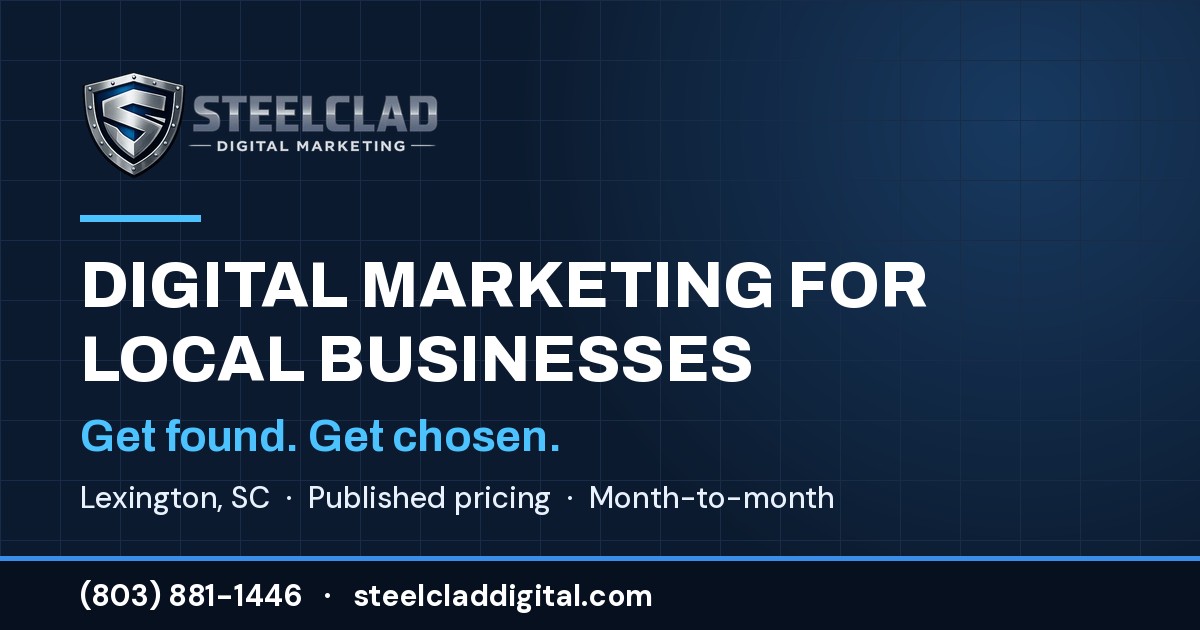 STEELCLAD
DIGITAL MARKETING
DIGITAL MARKETING FOR
LOCAL BUSINESSES
Get found. Get chosen.
Lexington, SC · Published pricing · Month-to-month
(803) 881-1446 · steelcladdigital.com